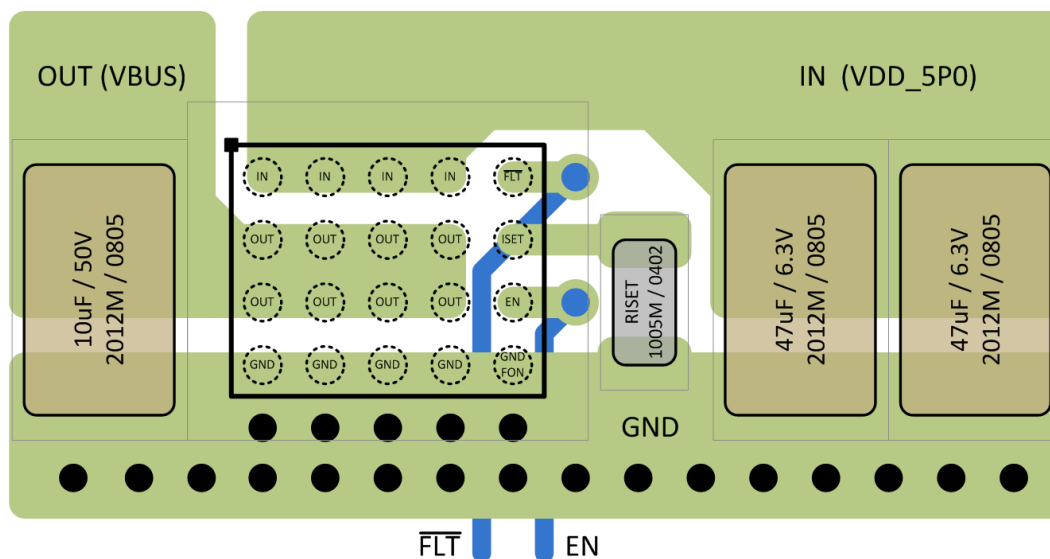 OUT (VBUS)
IN (VDD_5P0)
IN IN IN IN F̅L̅T̅
OUT OUT OUT OUT ISET
OUT OUT OUT OUT EN
GND GND GND GND GND
FON
10uF / 50V
2012M / 0805
RISET
1005M / 0402
47uF / 6.3V
2012M / 0805
47uF / 6.3V
2012M / 0805
GND
F̅L̅T̅ EN